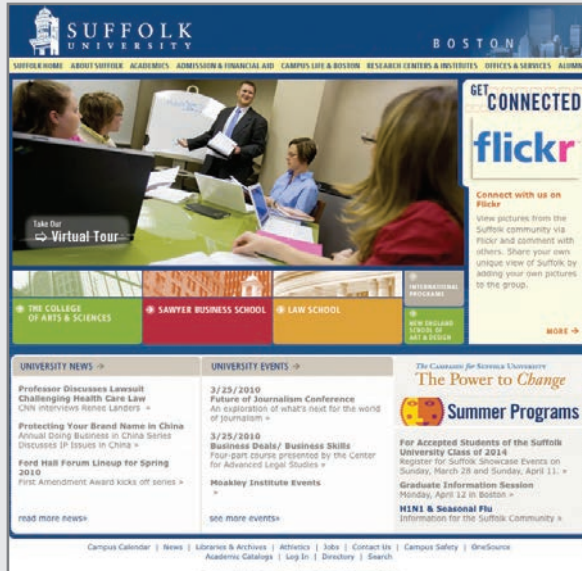 SUFFOLK
UNIVERSITY
BOSTON
SUFFOLK HOME ABOUT SUFFOLK ACADEMICS ADMISSION & FINANCIAL AID CAMPUS LIFE & BOSTON RESEARCH CENTERS & INSTITUTES OFFICES & SERVICES ALUMN
Take Our
⇨ Virtual Tour
GET
CONNECTED
flickr
Connect with us on
Flickr
View pictures from the
Suffolk community via
Flickr and comment with
others. Share your own
unique view of Suffolk by
adding your own pictures
to the group.
MORE →
THE COLLEGE
OF ARTS & SCIENCES
SAWYER BUSINESS SCHOOL
LAW SCHOOL
INTERNATIONAL
PROGRAMS
NEW ENGLAND
SCHOOL OF
ART & DESIGN
UNIVERSITY NEWS →
Professor Discusses Lawsuit
Challenging Health Care Law
CNN interviews Renee Landers »
Protecting Your Brand Name in China
Annual Doing Business in China Series
Discusses IP Issues in China »
Ford Hall Forum Lineup for Spring
2010
First Amendment Award kicks off series »
read more news»
UNIVERSITY EVENTS →
3/25/2010
Future of Journalism Conference
An exploration of what's next for the world
of journalism »
3/25/2010
Business Deals/ Business Skills
Four-part course presented by the Center
for Advanced Legal Studies »
Moakley Institute Events
»
see more events»
The Campaign for Suffolk University
The Power to Change
Summer Programs
For Accepted Students of the Suffolk
University Class of 2014
Register for Suffolk Showcase Events on
Sunday, March 28 and Sunday, April 11. »
Graduate Information Session
Monday, April 12 in Boston »
H1N1 & Seasonal Flu
Information for the Suffolk Community »
Campus Calendar | News | Libraries & Archives | Athletics | Jobs | Contact Us | Campus Safety | OneSource
Academic Catalogs | Log In | Directory | Search